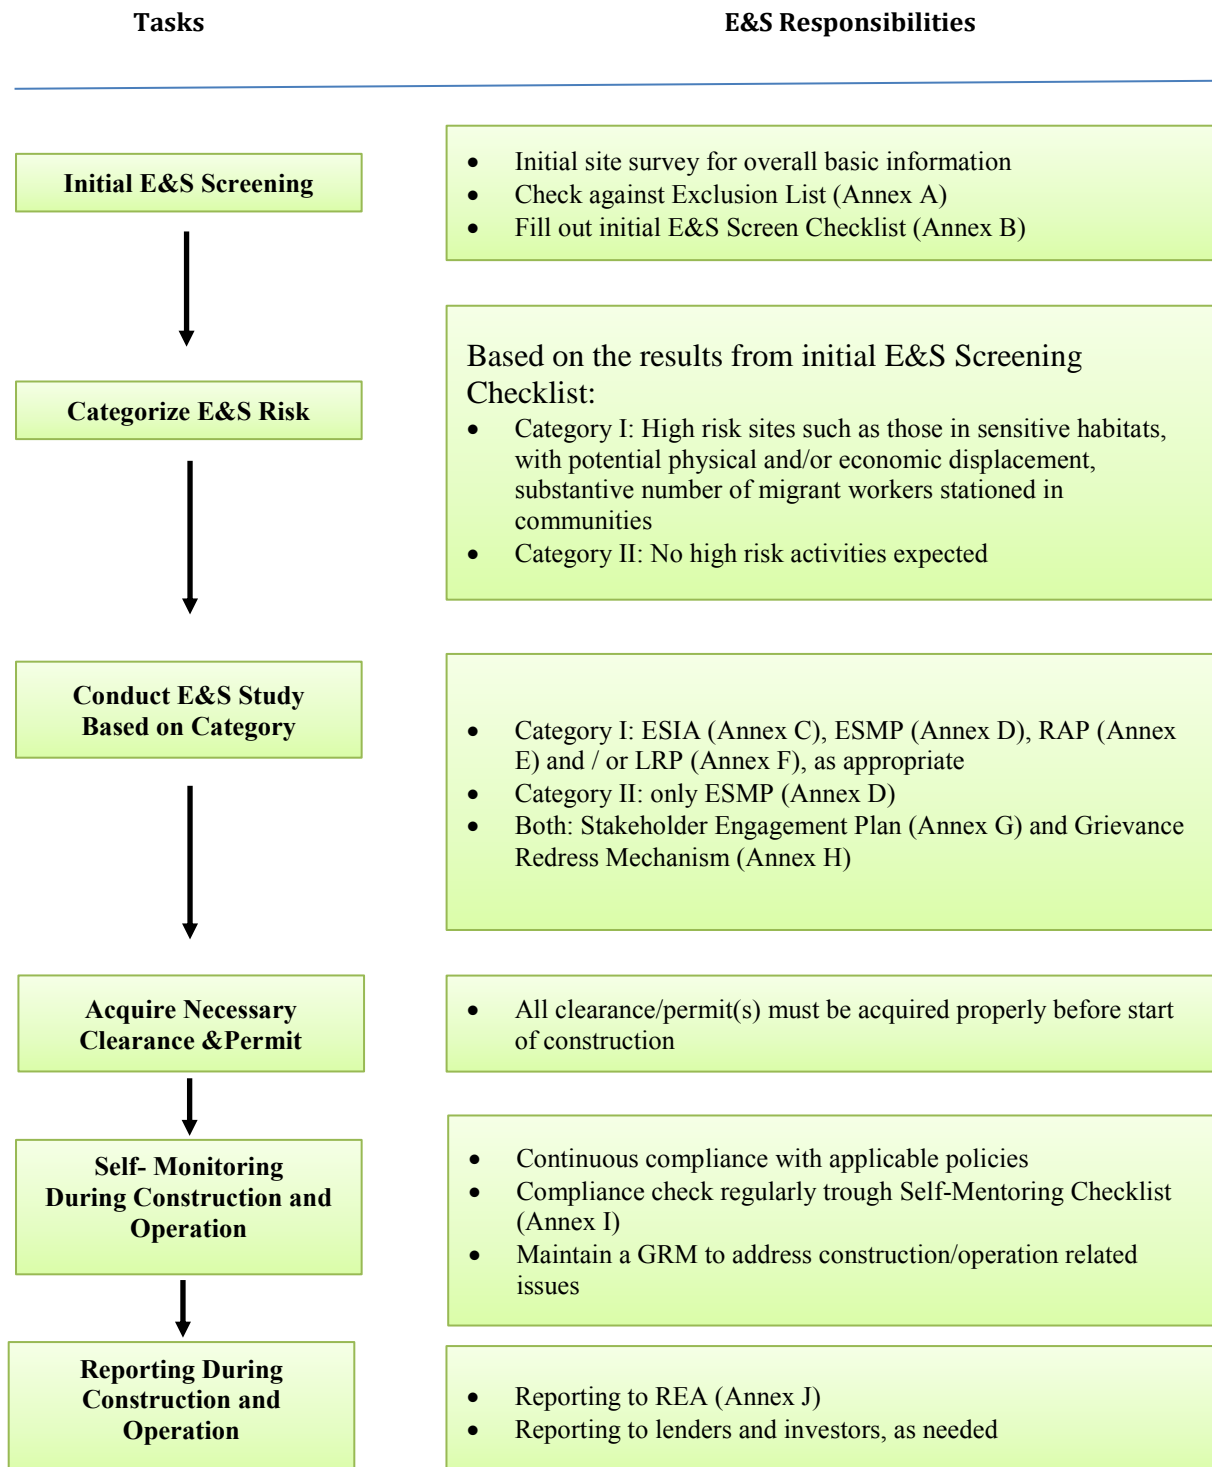 Tasks
E&S Responsibilities
Initial E&S Screening
• Initial site survey for overall basic information
• Check against Exclusion List (Annex A)
• Fill out initial E&S Screen Checklist (Annex B)
Categorize E&S Risk
Based on the results from initial E&S Screening
Checklist:
• Category I: High risk sites such as those in sensitive habitats,
with potential physical and/or economic displacement,
substantive number of migrant workers stationed in
communities
• Category II: No high risk activities expected
Conduct E&S Study
Based on Category
• Category I: ESIA (Annex C), ESMP (Annex D), RAP (Annex
E) and / or LRP (Annex F), as appropriate
• Category II: only ESMP (Annex D)
• Both: Stakeholder Engagement Plan (Annex G) and Grievance
Redress Mechanism (Annex H)
Acquire Necessary
Clearance &Permit
• All clearance/permit(s) must be acquired properly before start
of construction
Self- Monitoring
During Construction and
Operation
• Continuous compliance with applicable policies
• Compliance check regularly trough Self-Mentoring Checklist
(Annex I)
• Maintain a GRM to address construction/operation related
issues
Reporting During
Construction and
Operation
• Reporting to REA (Annex J)
• Reporting to lenders and investors, as needed